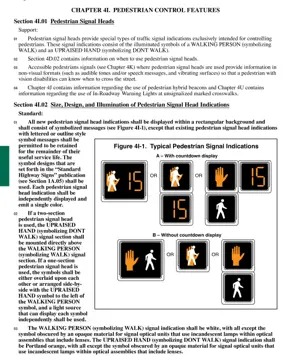 CHAPTER 4I. PEDESTRIAN CONTROL FEATURES
Section 4I.01 Pedestrian Signal Heads
Support:
01 Pedestrian signal heads provide special types of traffic signal indications exclusively intended for controlling
pedestrians. These signal indications consist of the illuminated symbols of a WALKING PERSON (symbolizing
WALK) and an UPRAISED HAND (symbolizing DONT WALK).
02 Section 4D.02 contains information on when to use pedestrian signal heads.
03 Accessible pedestrian signals (see Chapter 4K) where pedestrian signal heads are used provide information in
non-visual formats (such as audible tones and/or speech messages, and vibrating surfaces) so that a pedestrian with
vision disabilities can know when to cross the street.
04 Chapter 4J contains information regarding the use of pedestrian hybrid beacons and Chapter 4U contains
information regarding the use of In-Roadway Warning Lights at unsignalized marked crosswalks.
Section 4I.02 Size, Design, and Illumination of Pedestrian Signal Head Indications
Standard:
01 All new pedestrian signal head indications shall be displayed within a rectangular background and
shall consist of symbolized messages (see Figure 4I-1), except that existing pedestrian signal head indications
with lettered or outline style
symbol messages shall be
permitted to be retained
for the remainder of their
useful service life. The
symbol designs that are
set forth in the "Standard
Highway Signs" publication
(see Section 1A.05) shall be
used. Each pedestrian signal
head indication shall be
independently displayed and
emit a single color.
02 If a two-section
pedestrian signal head
is used, the UPRAISED
HAND (symbolizing DONT
WALK) signal section shall
be mounted directly above
the WALKING PERSON
(symbolizing WALK) signal
section. If a one-section
pedestrian signal head is
used, the symbols shall be
either overlaid upon each
other or arranged side-by-
side with the UPRAISED
HAND symbol to the left of
the WALKING PERSON
symbol, and a light source
that can display each symbol
independently shall be used.
Figure 4I-1. Typical Pedestrian Signal Indications
A – With countdown display
OR
OR
15
15
B – Without countdown display
OR
OR
03 The WALKING PERSON (symbolizing WALK) signal indication shall be white, with all except the
symbol obscured by an opaque material for signal optical units that use incandescent lamps within optical
assemblies that include lenses. The UPRAISED HAND (symbolizing DONT WALK) signal indication shall
be Portland orange, with all except the symbol obscured by an opaque material for signal optical units that
use incandescent lamps within optical assemblies that include lenses.